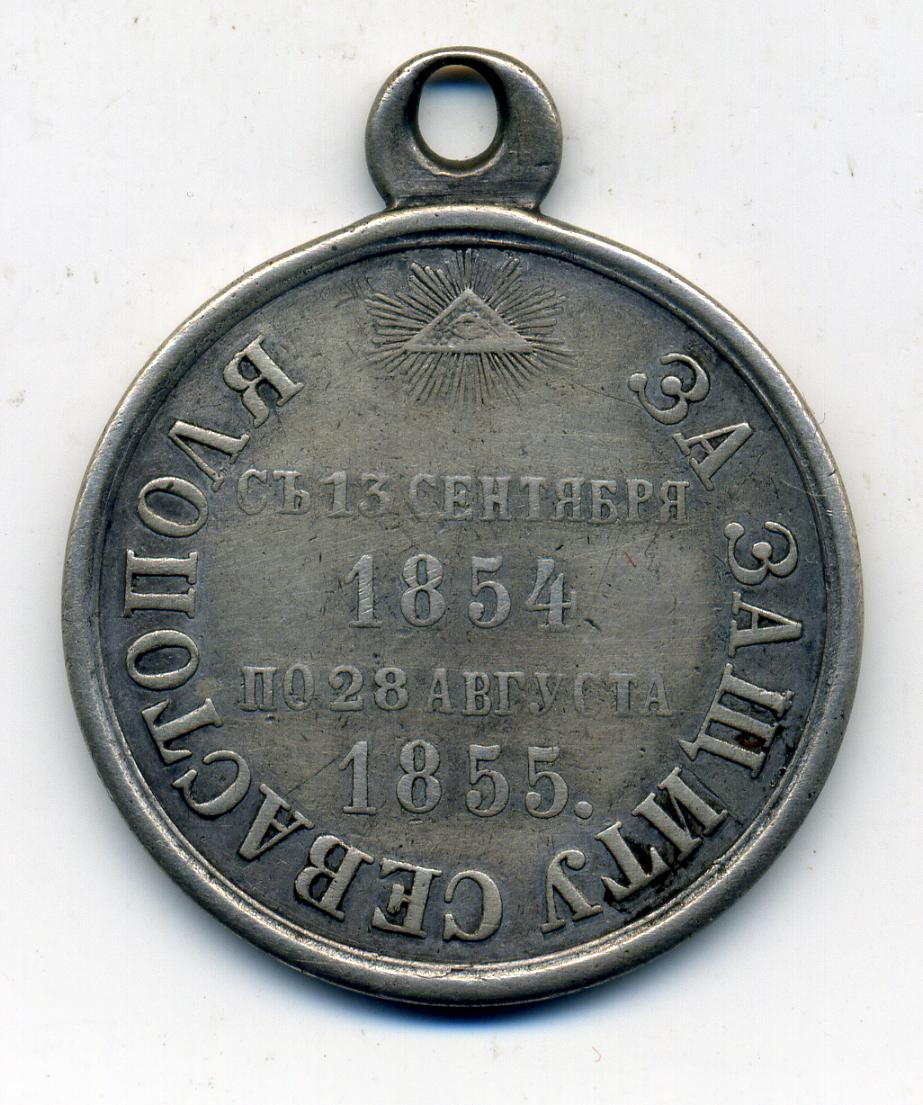 ЗА ЗАЩИТУ СЕВАСТОПОЛЯ
СЪ 13 СЕНТЯБРЯ
1854
ПО 28 АВГУСТА
1855.